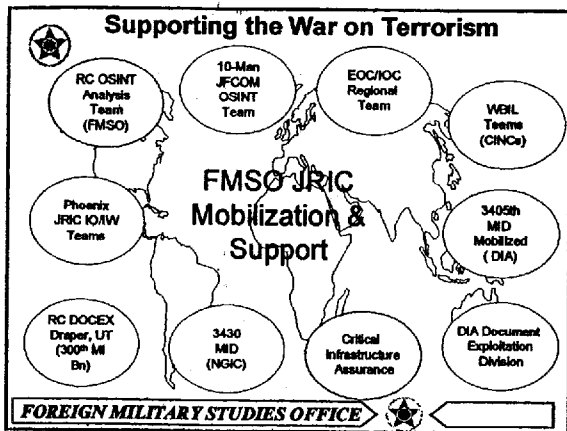 Supporting the War on Terrorism
RC OSINT
Analysis
Team
(FMSO)
10-Man
JFCOM
OSINT
Team
EOC/IOC
Regional
Team
WBIL
Teams
(CINCs)
FMSO JRIC
Mobilization &
Support
Phoenix
JRIC IO/IW
Teams
3405th
MID
Mobilized
( DIA)
RC DOCEX
Draper, UT
(300th MI
Bn)
3430
MID
(NGIC)
Critical
Infrastructure
Assurance
DIA Document
Exploitation
Division
FOREIGN MILITARY STUDIES OFFICE